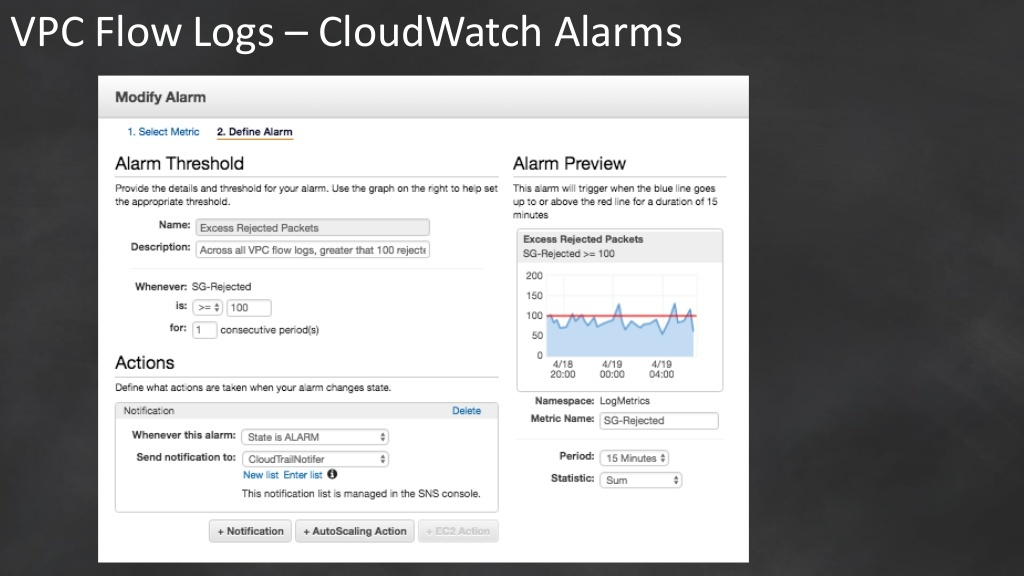 VPC Flow Logs – CloudWatch Alarms
Modify Alarm
1. Select Metric 2. Define Alarm
Alarm Threshold
Provide the details and threshold for your alarm. Use the graph on the right to help set
the appropriate threshold.
Name: Excess Rejected Packets
Description: Across all VPC flow logs, greater that 100 rejecte
Whenever: SG-Rejected
is: >= 100
for: 1 consecutive period(s)
Actions
Define what actions are taken when your alarm changes state.
Notification Delete
Whenever this alarm: State is ALARM
Send notification to: CloudTrailNotifer
New list Enter list i
This notification list is managed in the SNS console.
+ Notification + AutoScaling Action + EC2 Action
Alarm Preview
This alarm will trigger when the blue line goes
up to or above the red line for a duration of 15
minutes
Excess Rejected Packets
SG-Rejected >= 100
200
150
100
50
0
4/18 4/19 4/19
20:00 00:00 04:00
Namespace: LogMetrics
Metric Name: SG-Rejected
Period: 15 Minutes
Statistic: Sum